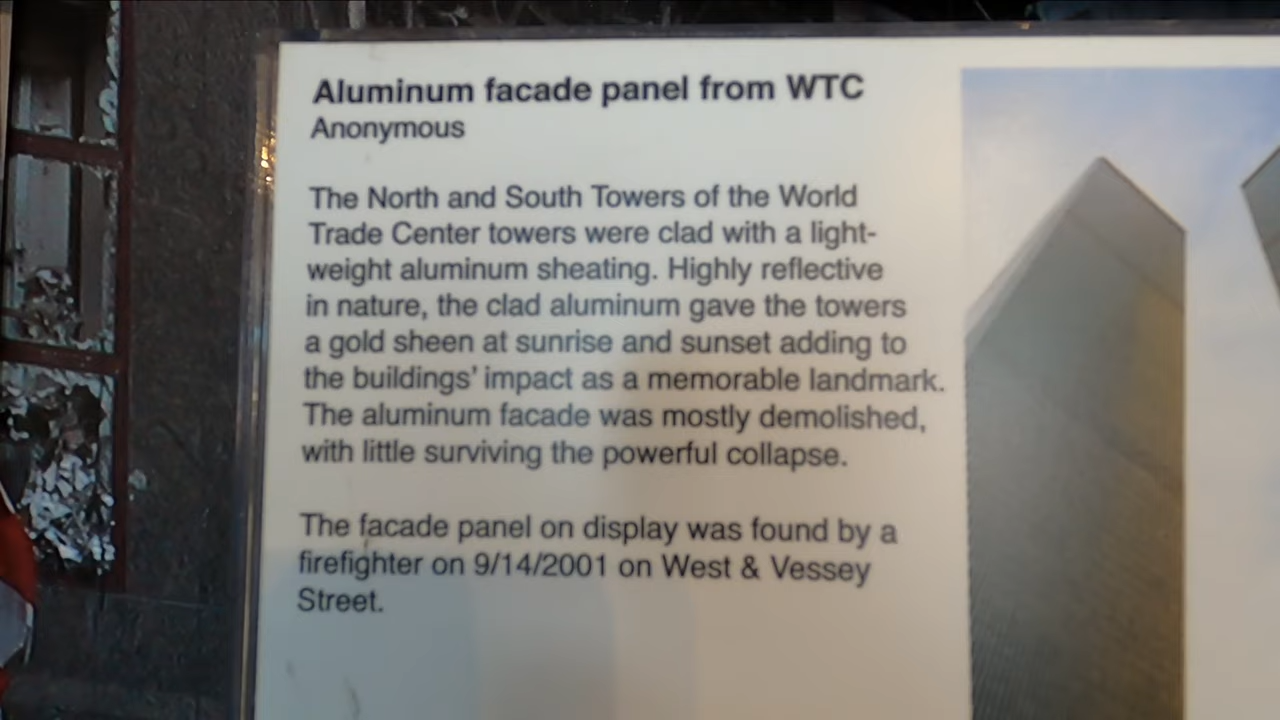 Aluminum facade panel from WTC
Anonymous
The North and South Towers of the World
Trade Center towers were clad with a light-
weight aluminum sheating. Highly reflective
in nature, the clad aluminum gave the towers
a gold sheen at sunrise and sunset adding to
the buildings' impact as a memorable landmark.
The aluminum facade was mostly demolished,
with little surviving the powerful collapse.
The facade panel on display was found by a
firefighter on 9/14/2001 on West & Vessey
Street.